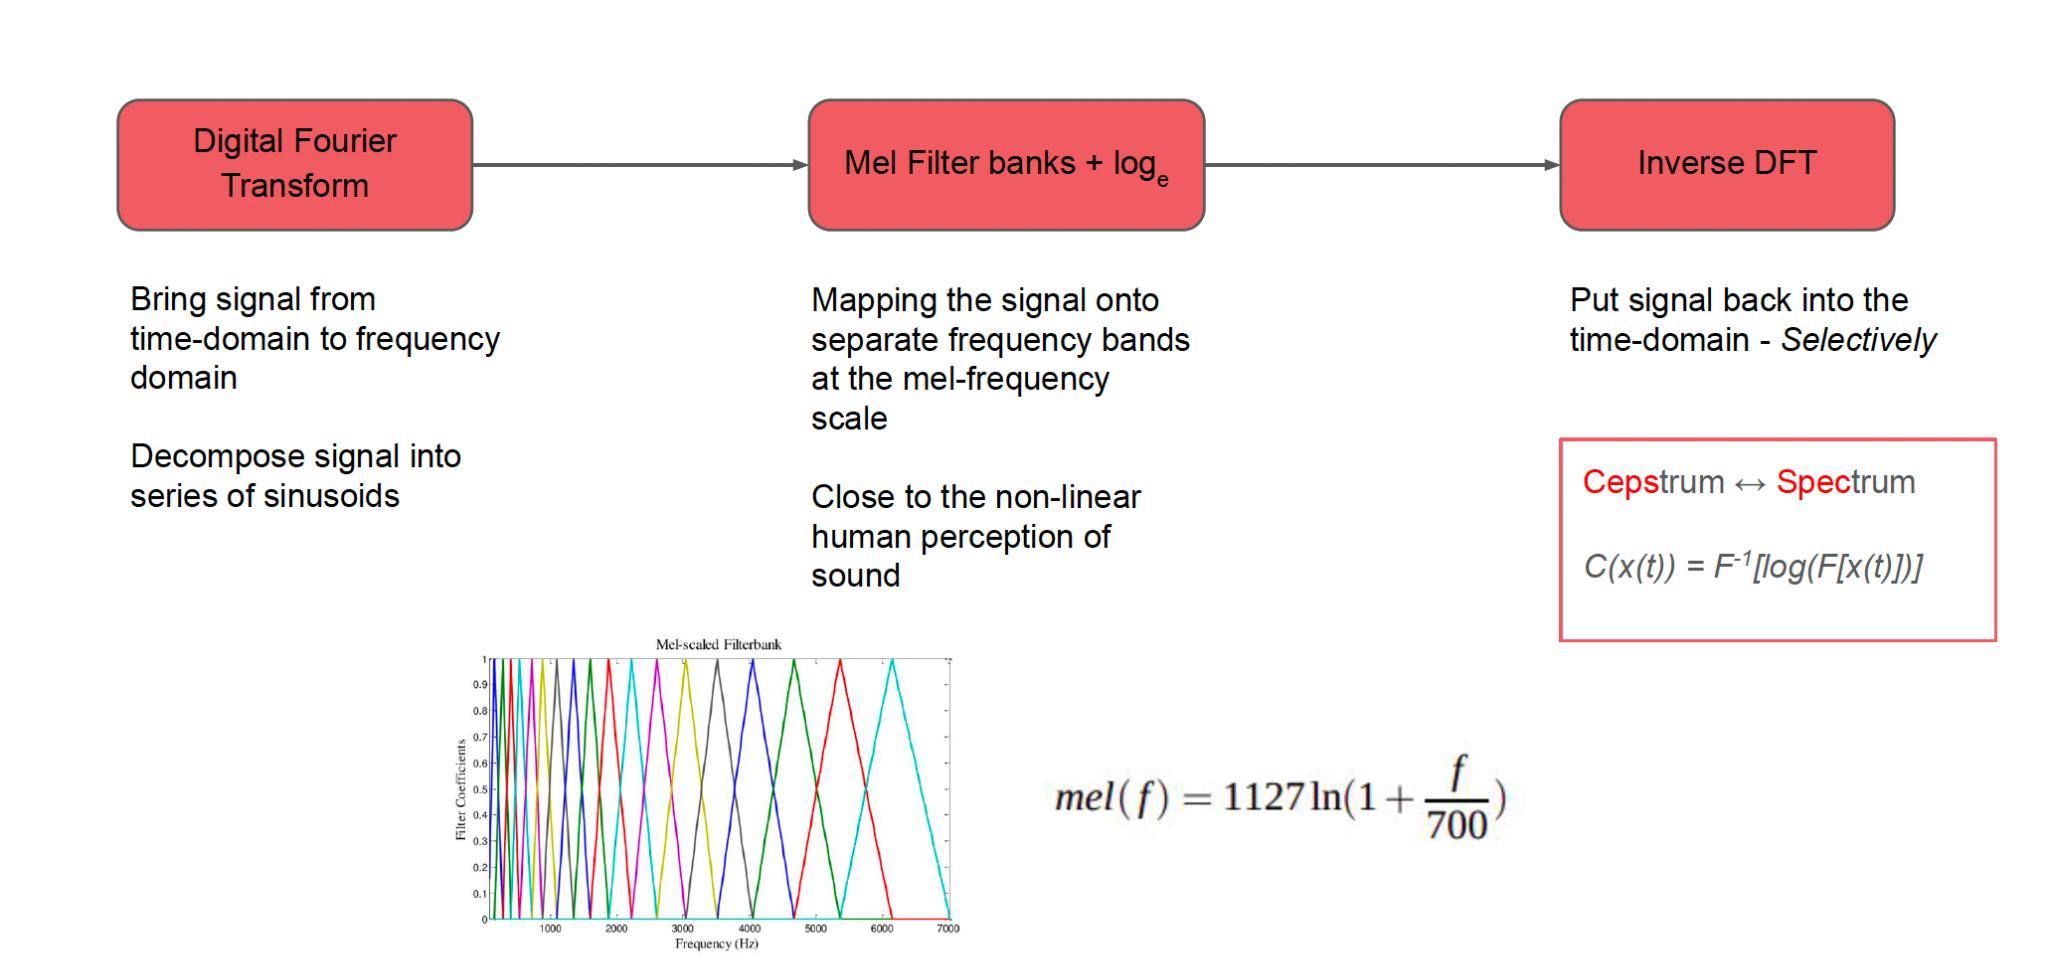 Digital Fourier
Transform
Mel Filter banks + logₑ
Inverse DFT
Bring signal from
time-domain to frequency
domain
Decompose signal into
series of sinusoids
Mapping the signal onto
separate frequency bands
at the mel-frequency
scale
Close to the non-linear
human perception of
sound
Put signal back into the
time-domain - Selectively
Cepstrum ↔ Spectrum
C(x(t)) = F⁻¹[log(F[x(t)])]
Mel-scaled Filterbank
Filter Coefficients
1
0.9
0.8
0.7
0.6
0.5
0.4
0.3
0.2
0.1
0
1000 2000 3000 4000 5000 6000 7000
Frequency (Hz)
mel(f) = 1127 ln(1 + f/700)